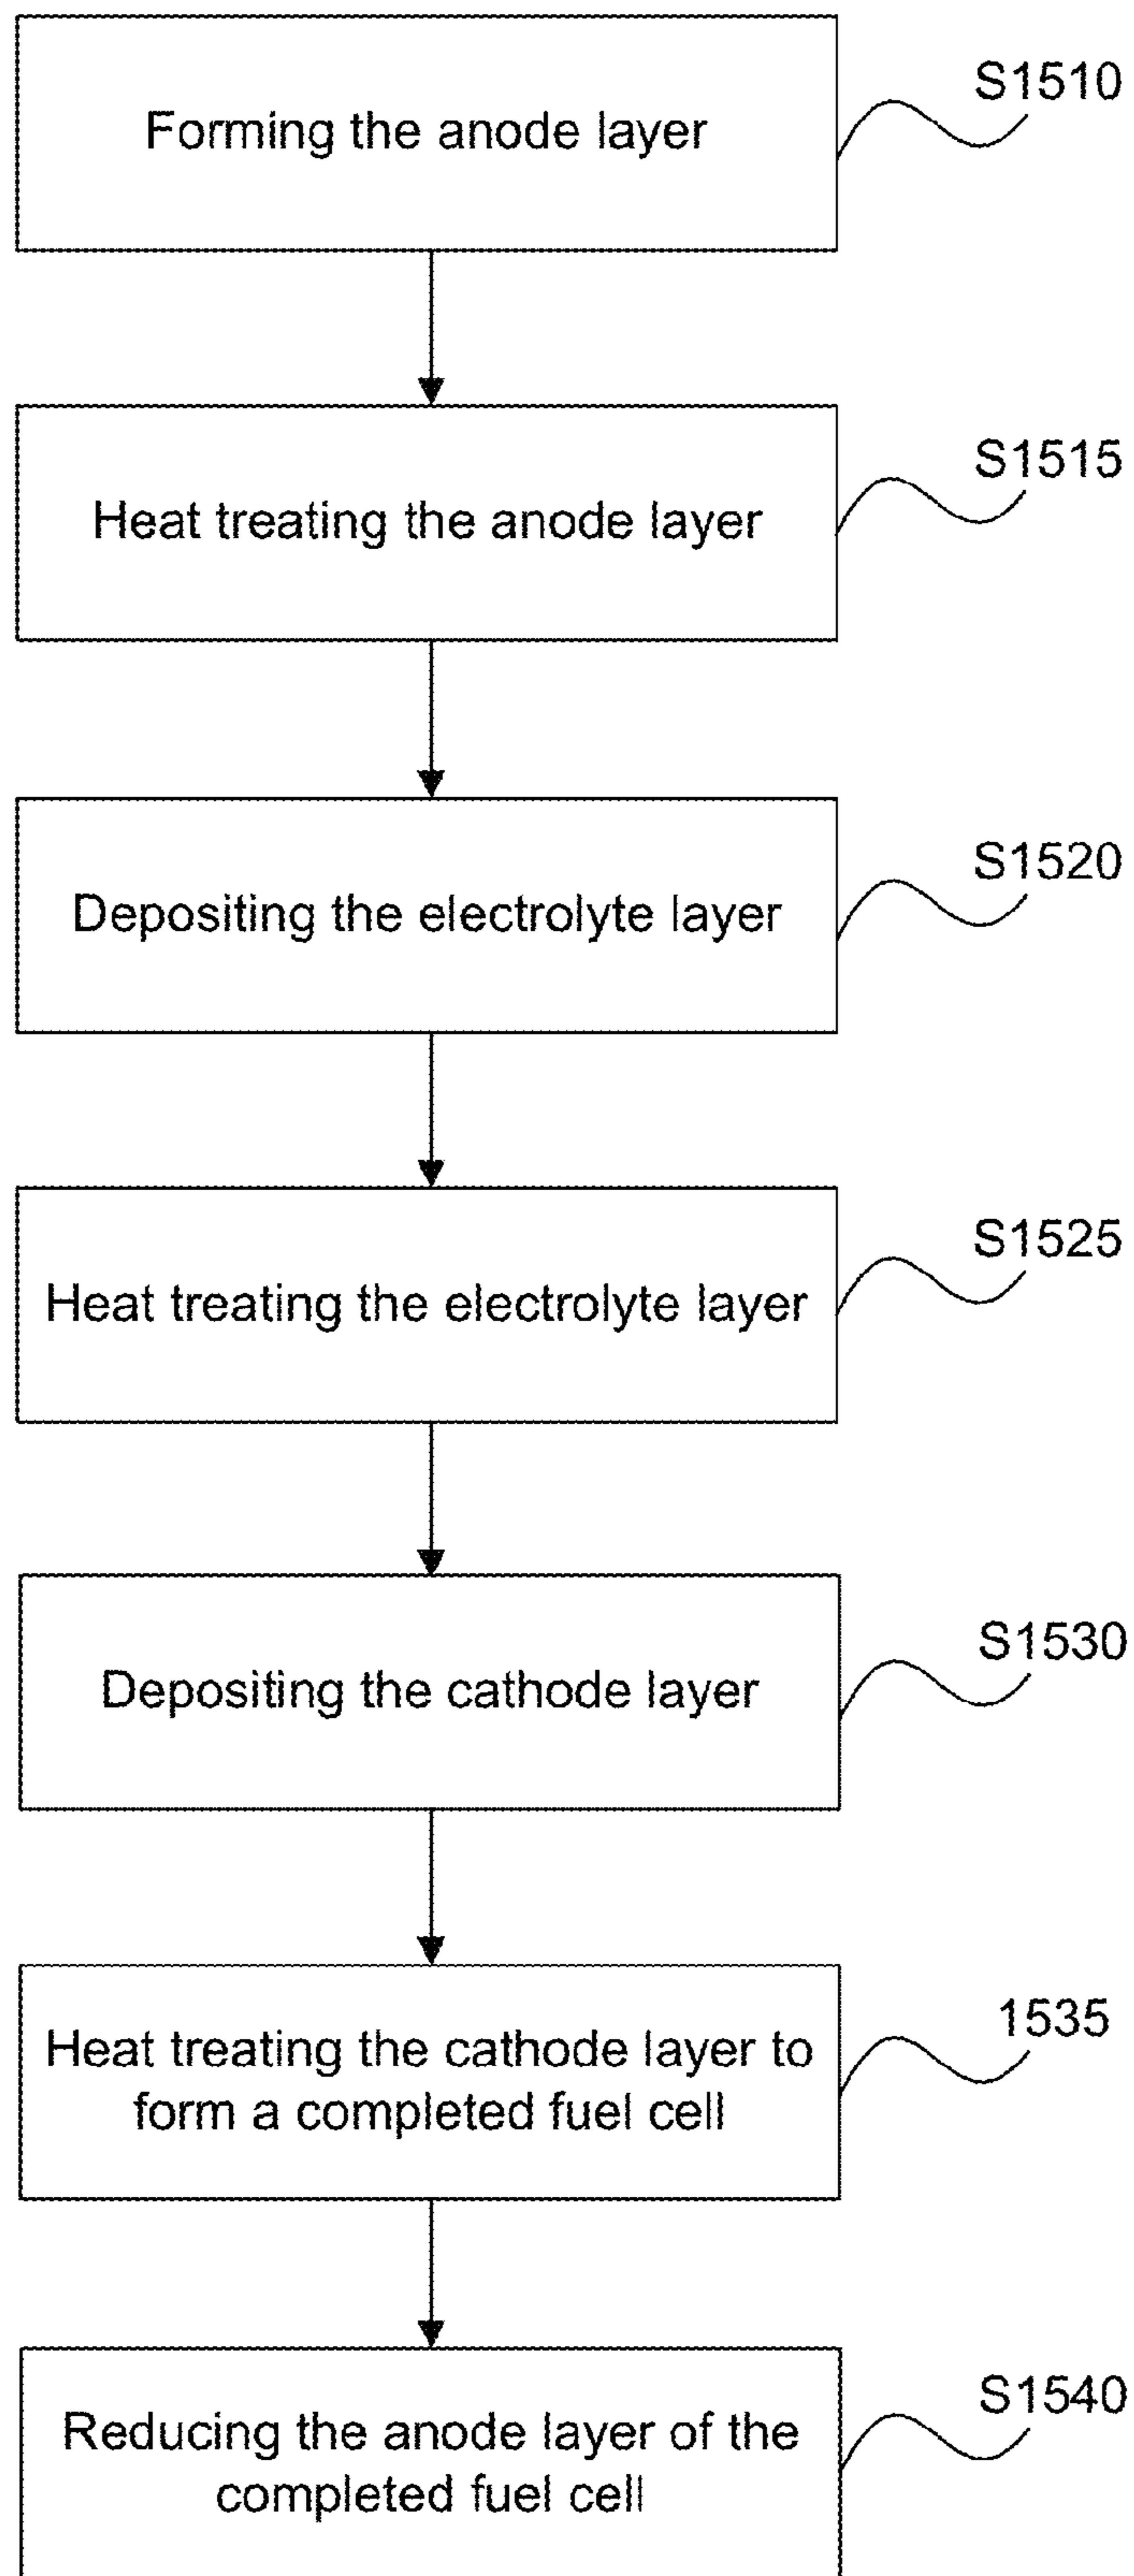 Forming the anode layer
S1510
Heat treating the anode layer
S1515
Depositing the electrolyte layer
S1520
Heat treating the electrolyte layer
S1525
Depositing the cathode layer
S1530
Heat treating the cathode layer to
form a completed fuel cell
1535
Reducing the anode layer of the
completed fuel cell
S1540